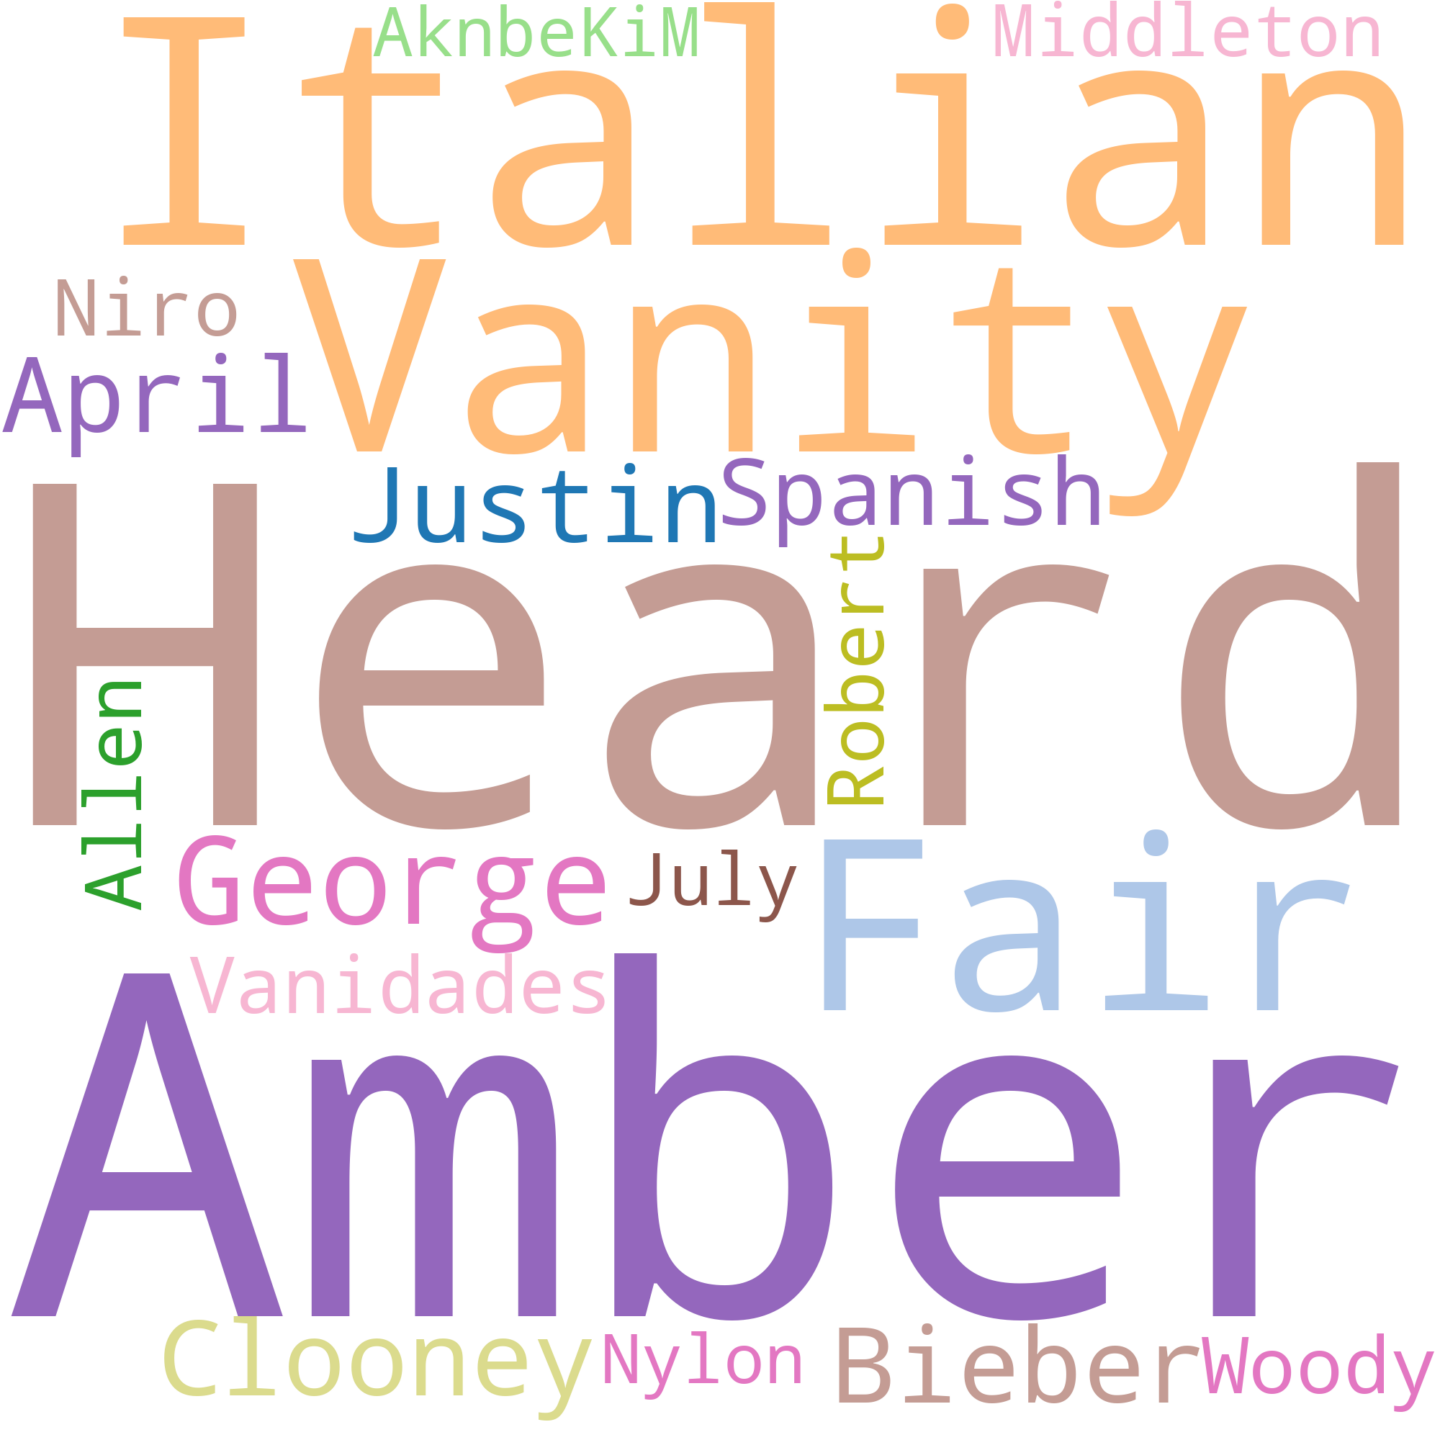 AknbeKiM
Middleton
Italian
Niro
Vanity
April
Justin
Spanish
Heard
Robert
Allen
George
July
Fair
Vanidades
Amber
Clooney
Nylon
Bieber
Woody